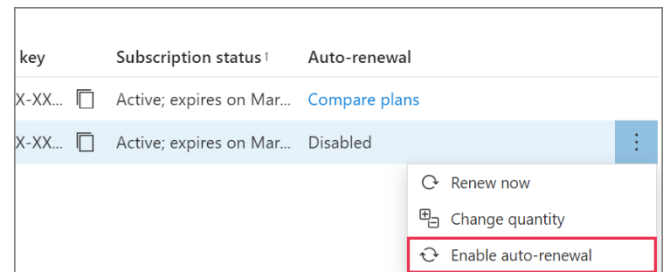 key Subscription status ↑ Auto-renewal
X-XX... Active; expires on Mar... Compare plans
X-XX... Active; expires on Mar... Disabled
Renew now
Change quantity
Enable auto-renewal